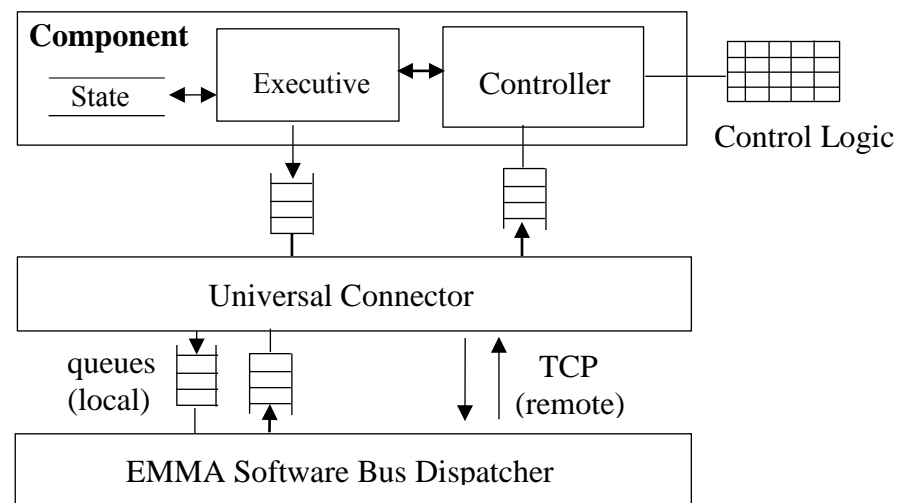 Component
State
Executive
Controller
Control Logic
Universal Connector
queues
(local)
TCP
(remote)
EMMA Software Bus Dispatcher